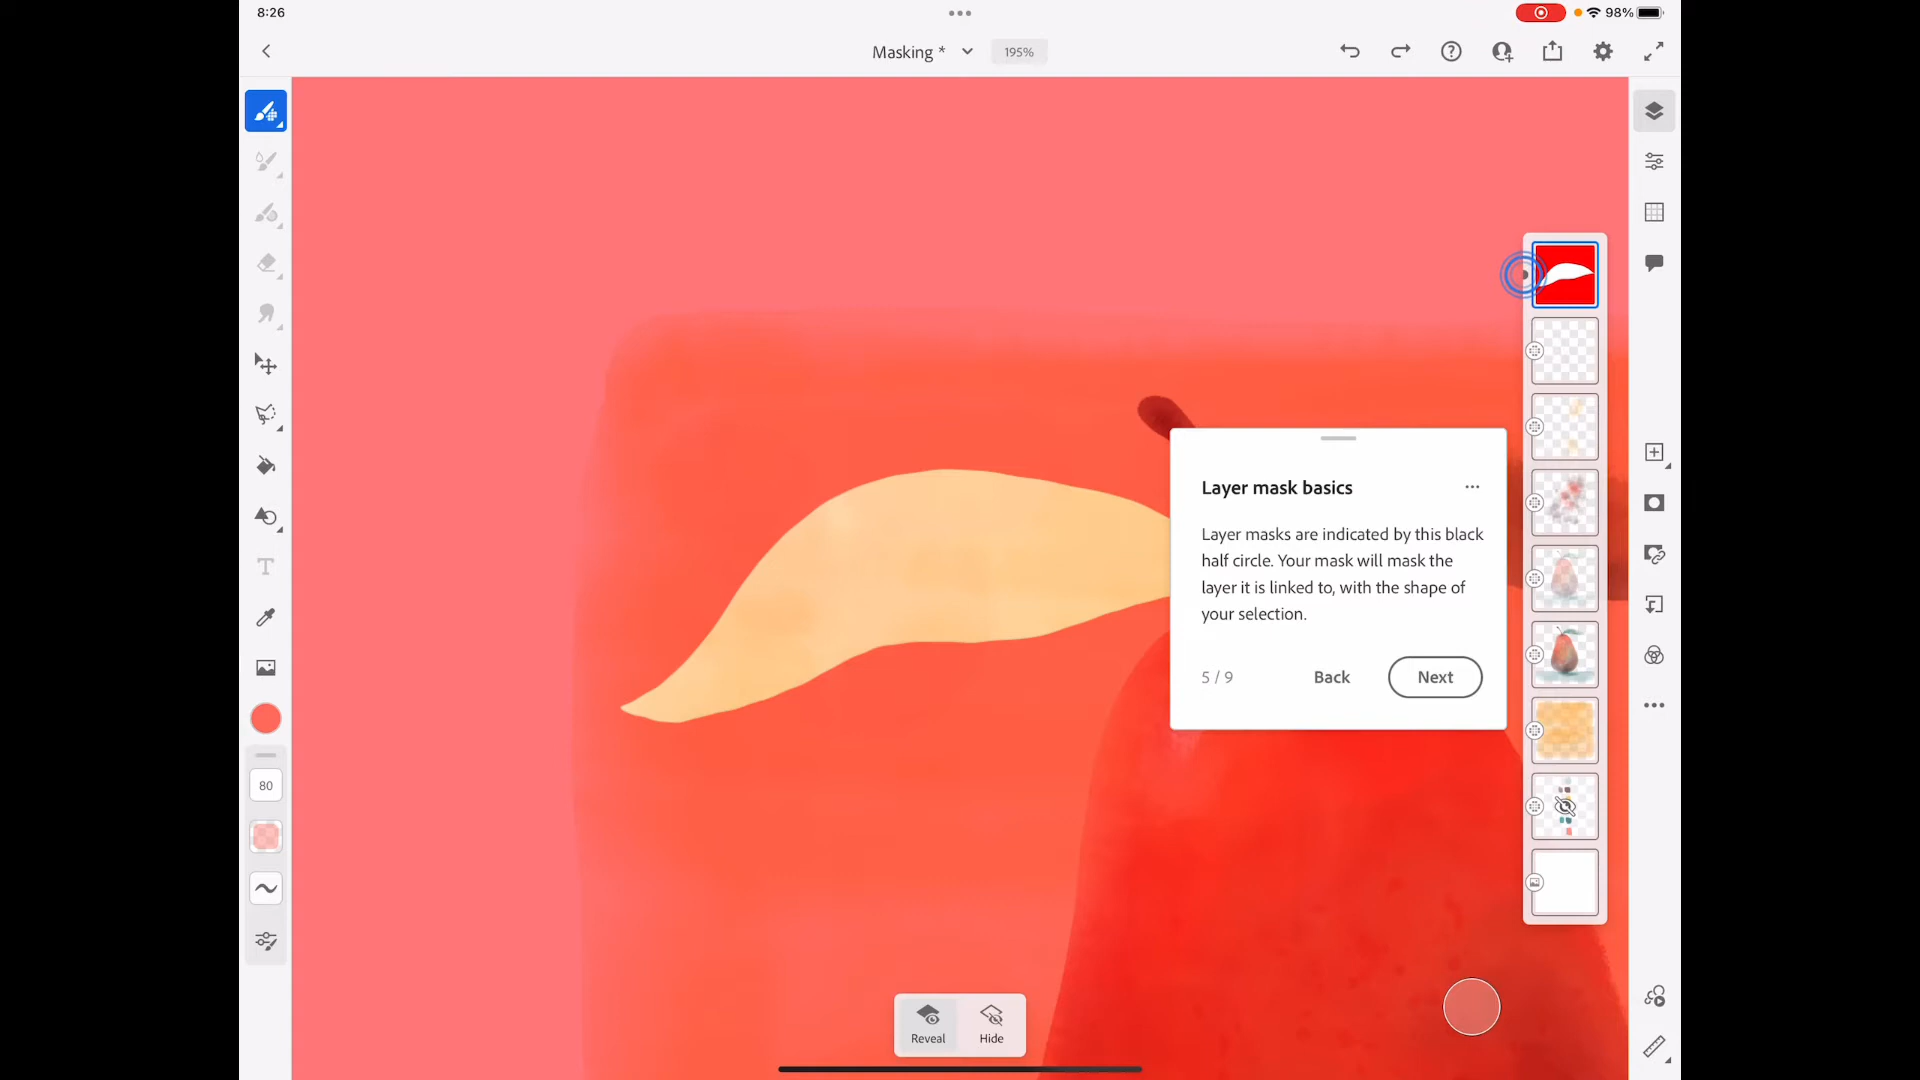 8:26
98%
Masking *
195%
Layer mask basics
Layer masks are indicated by this black
half circle. Your mask will mask the
layer it is linked to, with the shape of
your selection.
5 / 9
Back
Next
80
Reveal
Hide